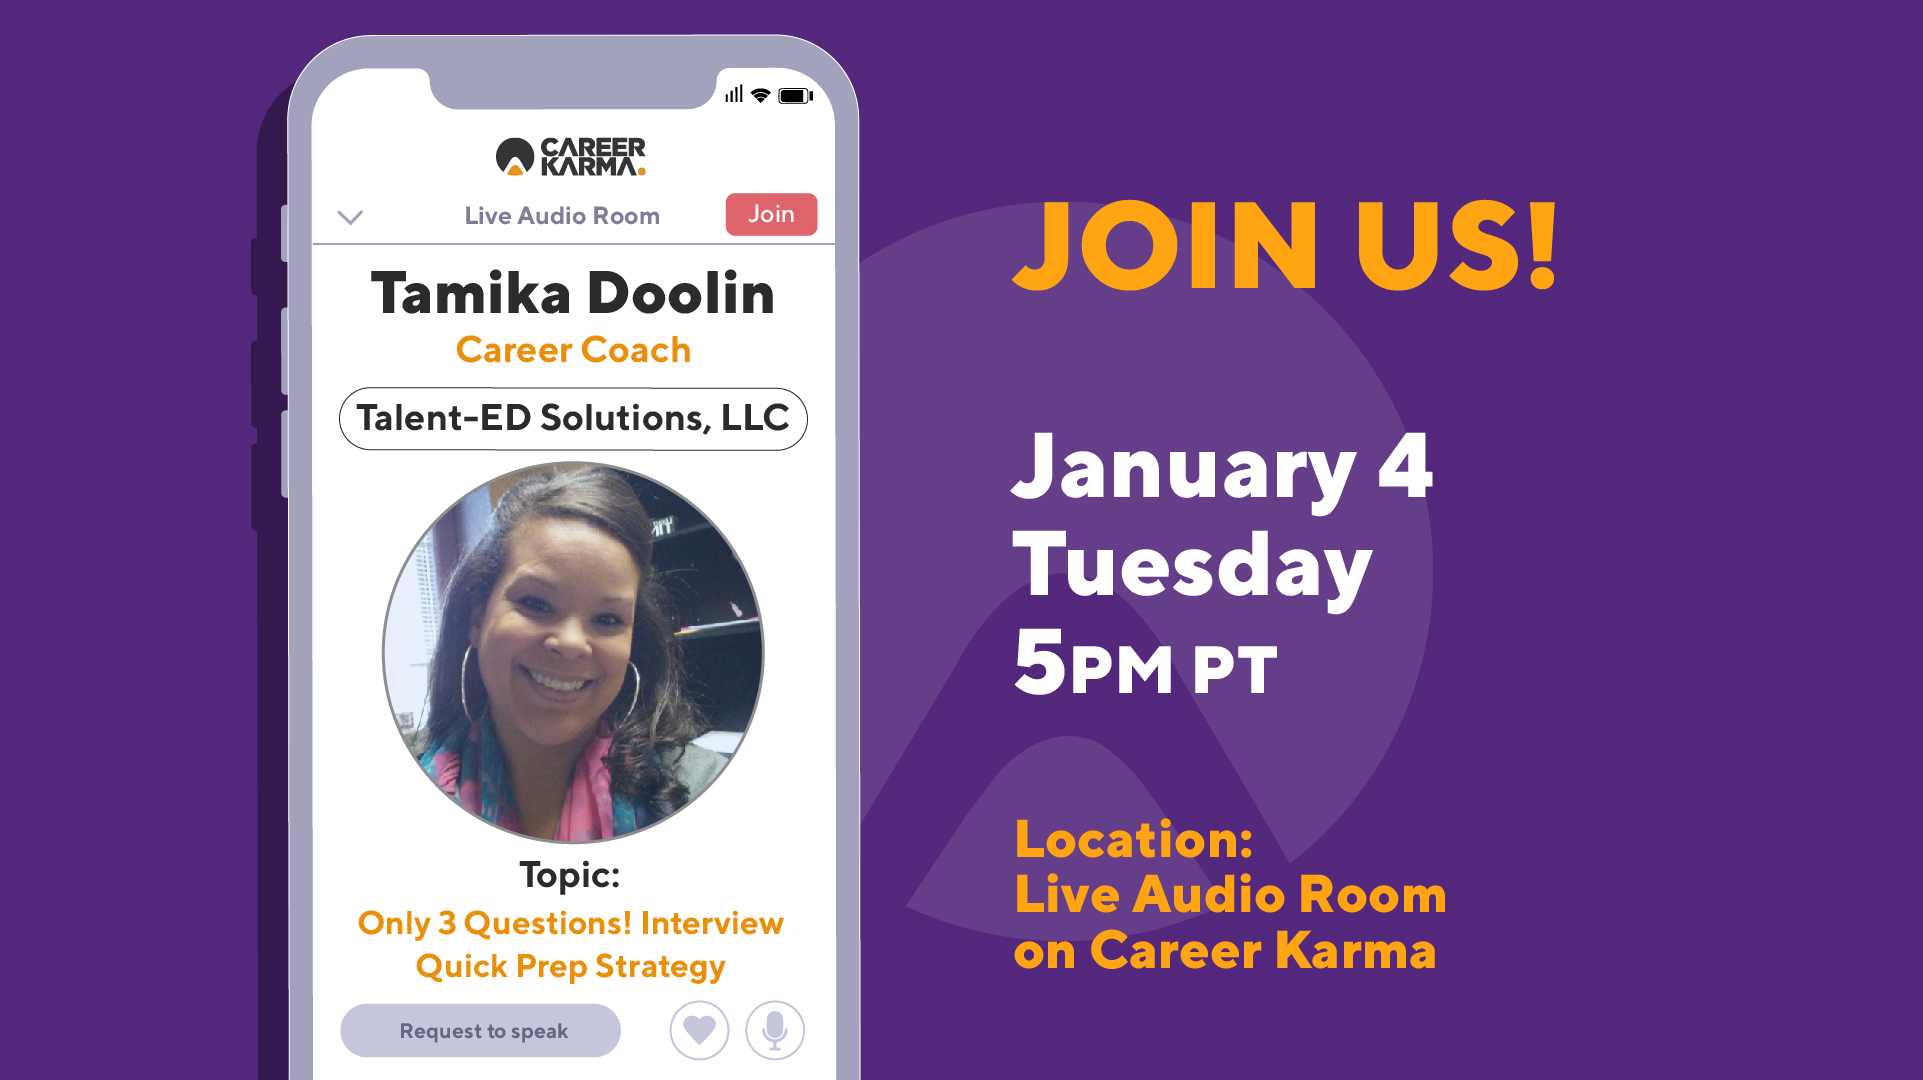 CAREER
KARMA.
Live Audio Room
Join
Tamika Doolin
Career Coach
Talent-ED Solutions, LLC
Topic:
Only 3 Questions! Interview
Quick Prep Strategy
Request to speak
JOIN US!
January 4
Tuesday
5PM PT
Location:
Live Audio Room
on Career Karma